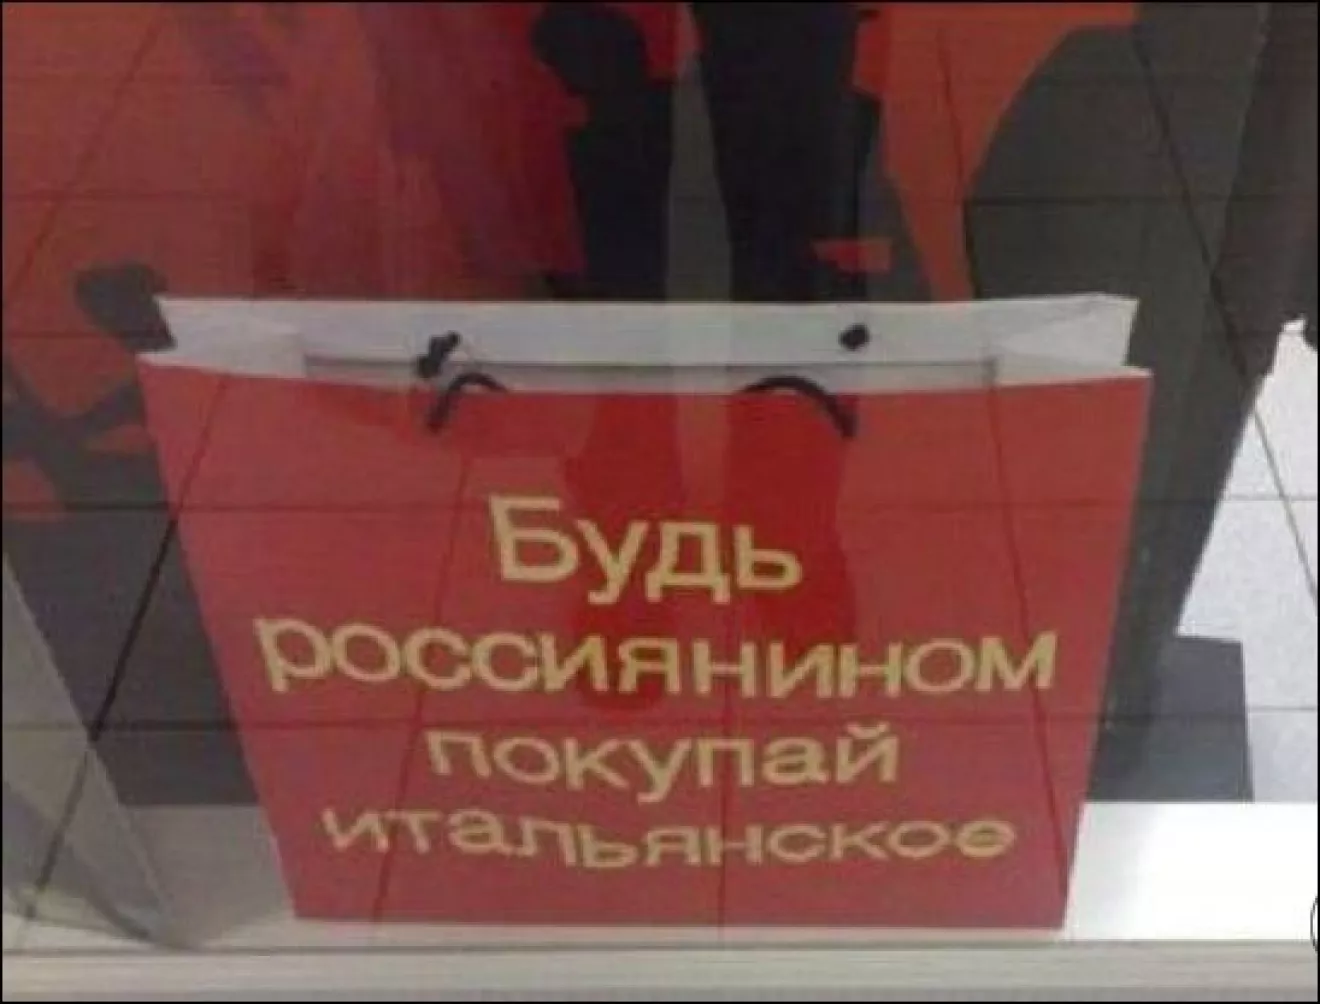 Будь
россиянином
покупай
итальянское